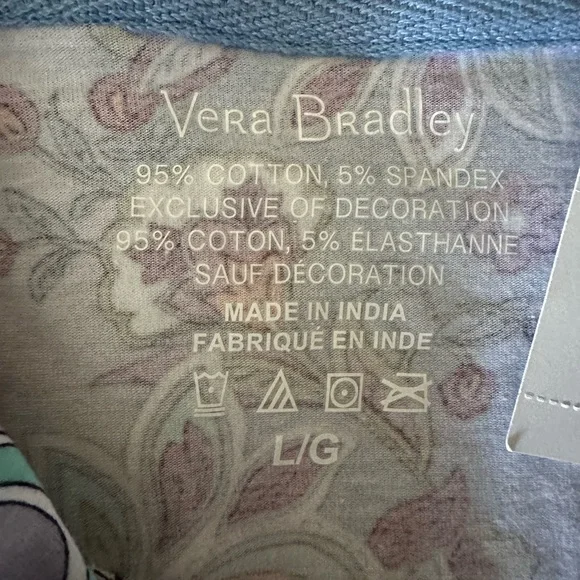 Vera Bradley
95% COTTON, 5% SPANDEX
EXCLUSIVE OF DECORATION
95% COTON, 5% ÉLASTHANNE
SAUF DÉCORATION
MADE IN INDIA
FABRIQUÉ EN INDE
L/G